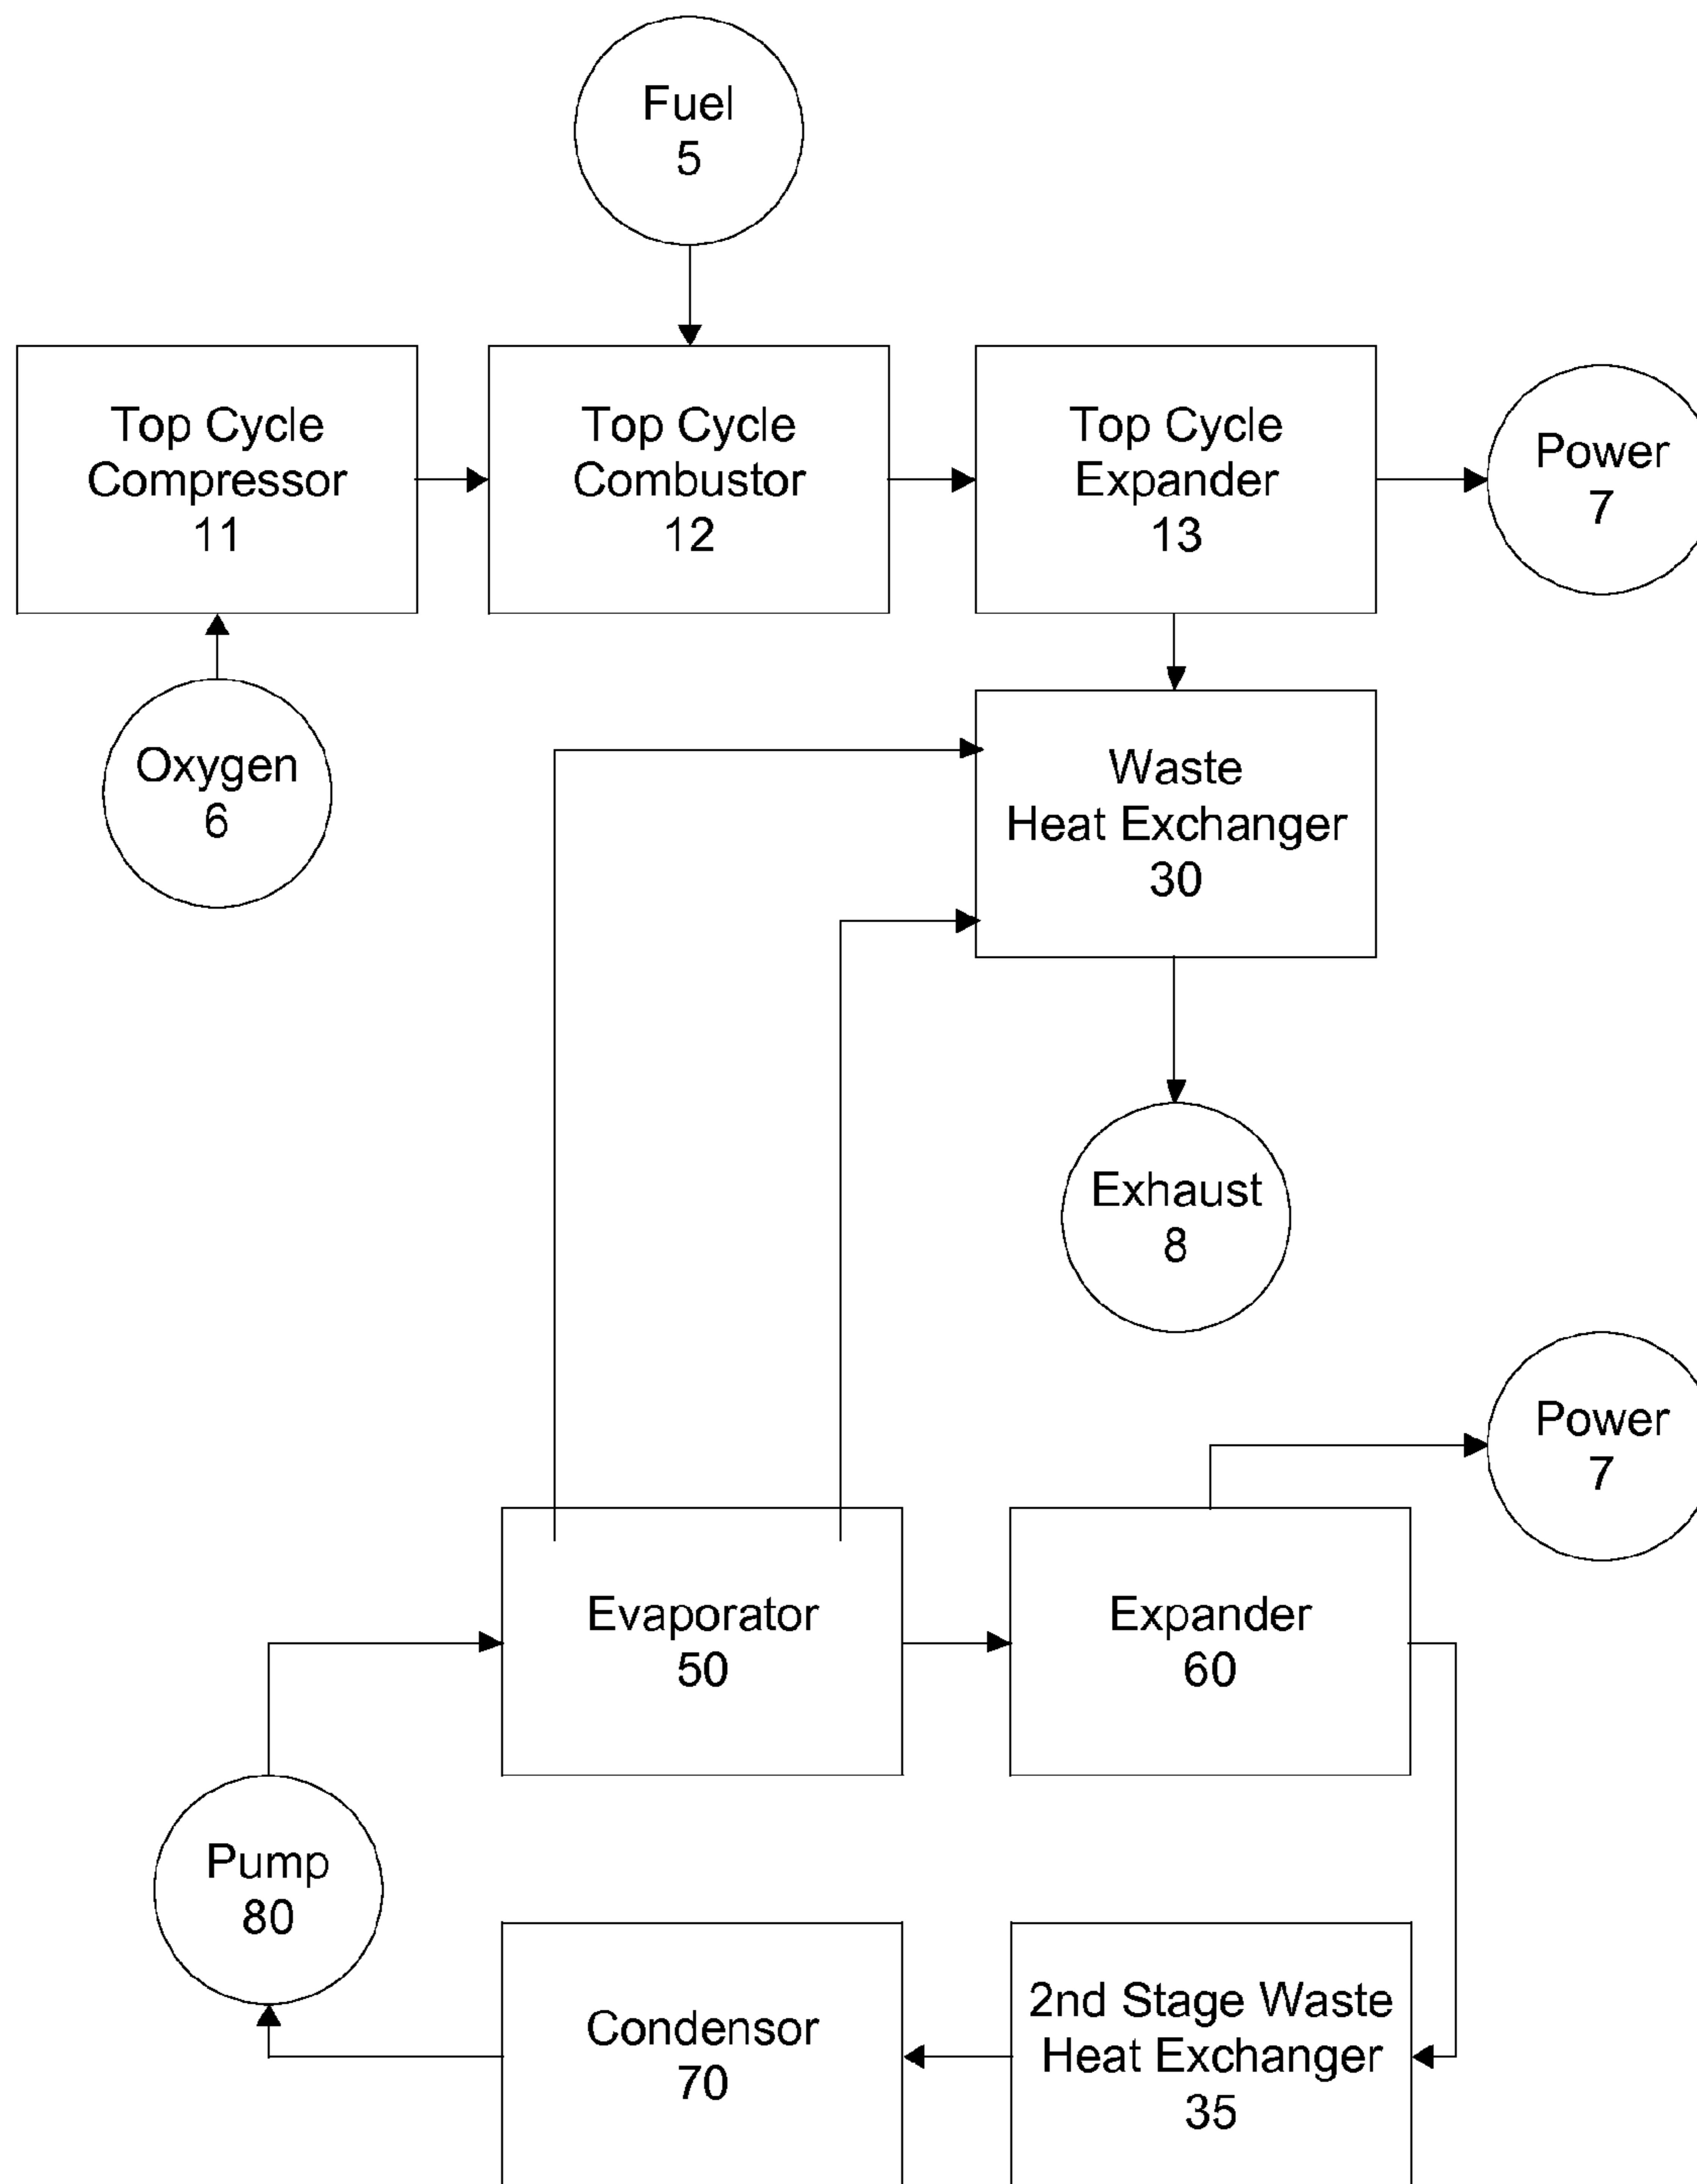 Fuel
5
Top Cycle
Compressor
11
Top Cycle
Combustor
12
Top Cycle
Expander
13
Power
7
Oxygen
6
Waste
Heat Exchanger
30
Exhaust
8
Power
7
Evaporator
50
Expander
60
Pump
80
Condensor
70
2nd Stage Waste
Heat Exchanger
35